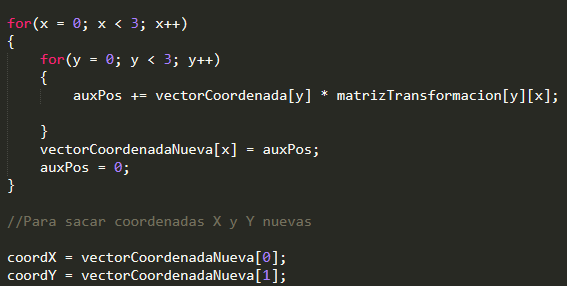 for(x = 0; x < 3; x++)
{
for(y = 0; y < 3; y++)
{
auxPos += vectorCoordenada[y] * matrizTransformacion[y][x];
}
vectorCoordenadaNueva[x] = auxPos;
auxPos = 0;
}
//Para sacar coordenadas X y Y nuevas
coordX = vectorCoordenadaNueva[0];
coordY = vectorCoordenadaNueva[1];